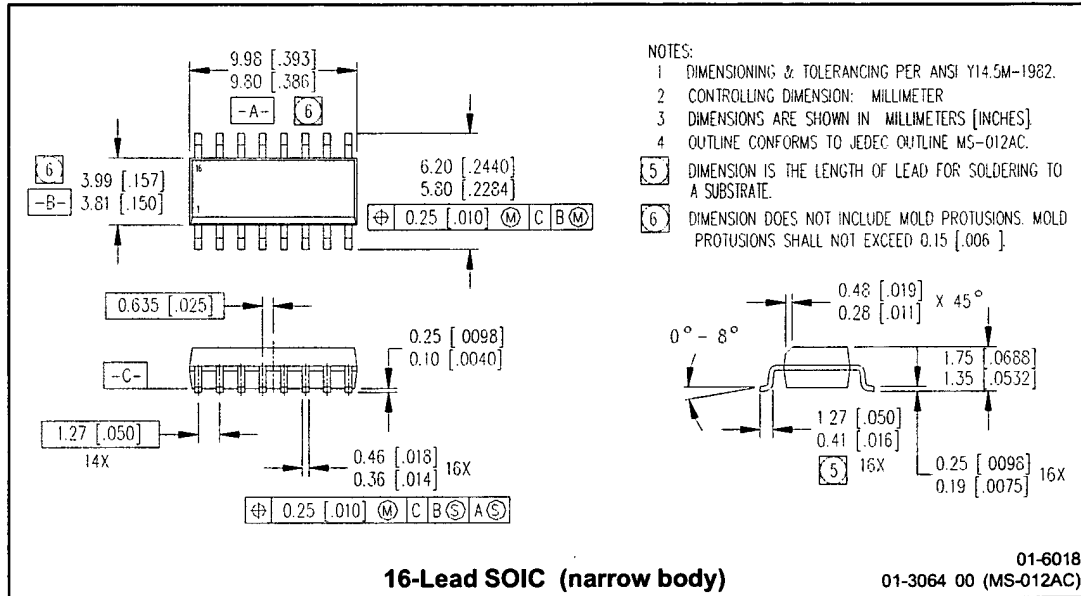 9.98 [.393]
9.80 [.386]
-A- 6
6
3.99 [.157]
-B- 3.81 [.150]
16
1
6.20 [.2440]
5.80 [.2284]
⌖ 0.25 [.010] Ⓜ C B Ⓜ
NOTES:
1 DIMENSIONING & TOLERANCING PER ANSI Y14.5M-1982.
2 CONTROLLING DIMENSION: MILLIMETER
3 DIMENSIONS ARE SHOWN IN MILLIMETERS [INCHES]
4 OUTLINE CONFORMS TO JEDEC OUTLINE MS-012AC.
5 DIMENSION IS THE LENGTH OF LEAD FOR SOLDERING TO
A SUBSTRATE.
6 DIMENSION DOES NOT INCLUDE MOLD PROTUSIONS. MOLD
PROTUSIONS SHALL NOT EXCEED 0.15 [.006 ]
0.635 [.025]
-C-
0.25 [0098]
0.10 [.0040]
1.27 [.050]
14X
0.46 [.018]
0.36 [.014] 16X
⌖ 0.25 [.010] Ⓜ C B Ⓢ A Ⓢ
0.48 [.019]
0.28 [.011] X 45°
0° - 8°
1.75 [.0688]
1.35 [.0532]
1.27 [.050]
0.41 [.016]
5 16X
0.25 [0098]
0.19 [.0075] 16X
16-Lead SOIC (narrow body)
01-6018
01-3064 00 (MS-012AC)